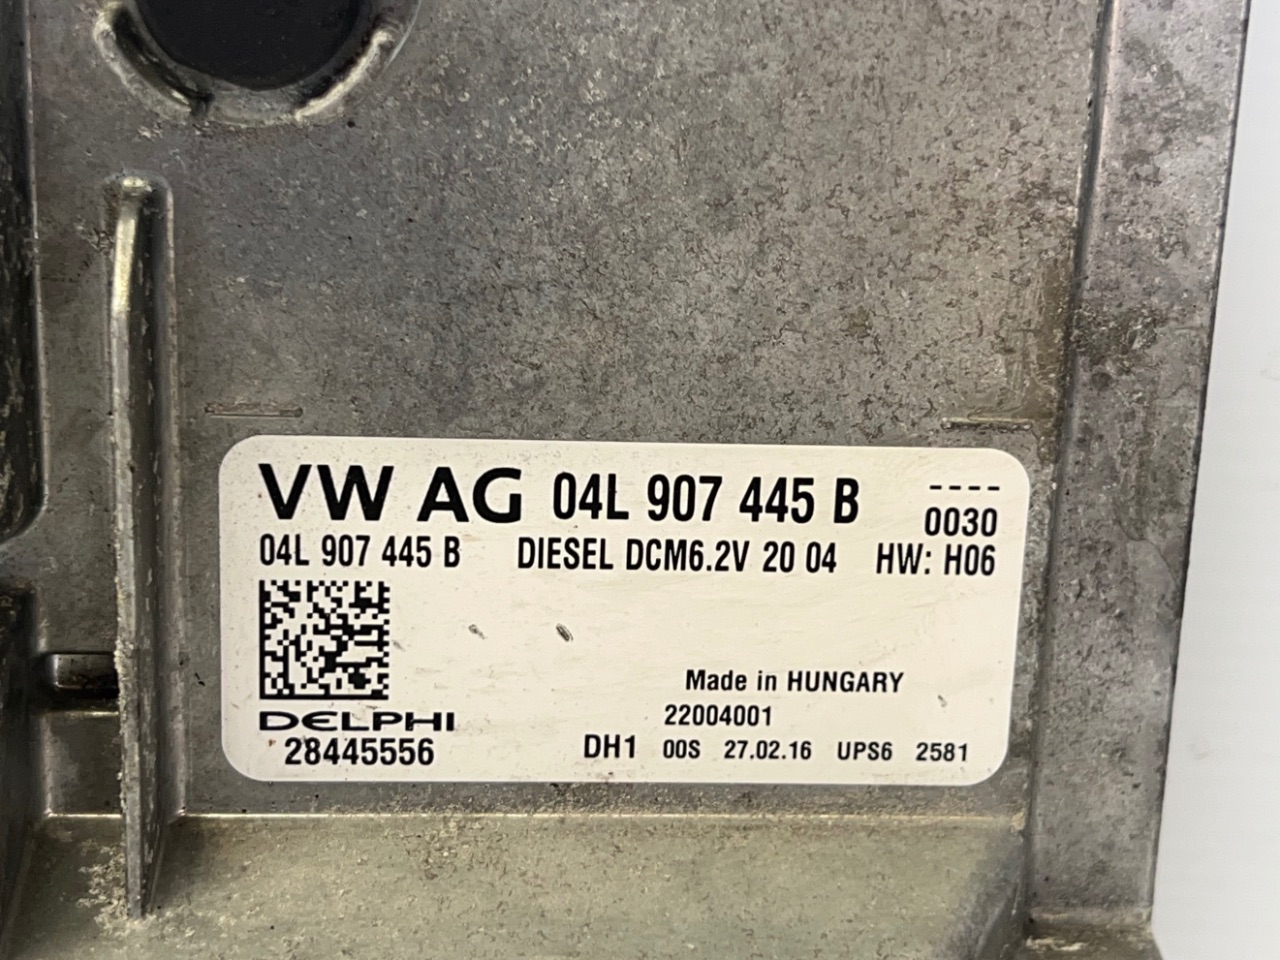 VW AG 04L 907 445 B ----
0030
04L 907 445 B DIESEL DCM6.2V 20 04 HW: H06
Made in HUNGARY
DELPHI 22004001
28445556 DH1 00S 27.02.16 UPS6 2581